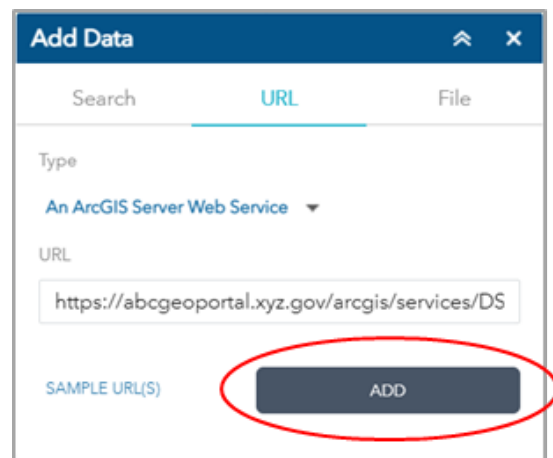 Add Data
Search URL File
Type
An ArcGIS Server Web Service
URL
https://abcgeoportal.xyz.gov/arcgis/services/DS
SAMPLE URL(S) ADD